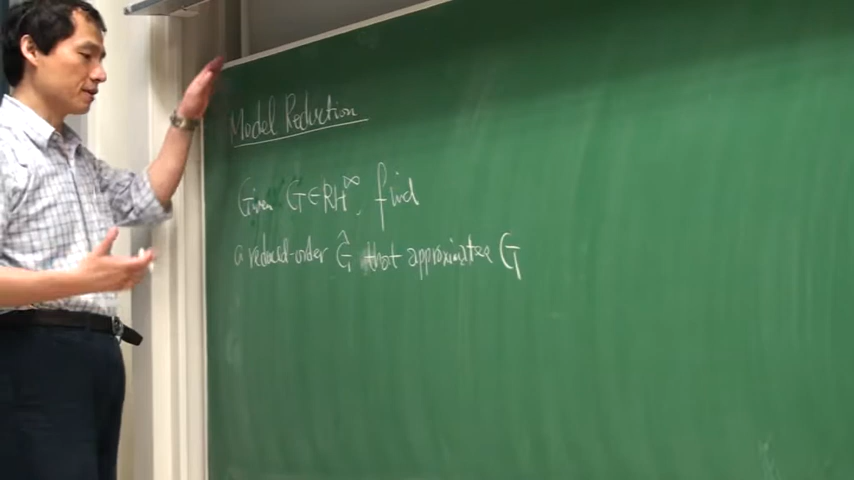 Model Reduction
Given G∈RH^∞, find
a reduced-order Ĝ that approximates G